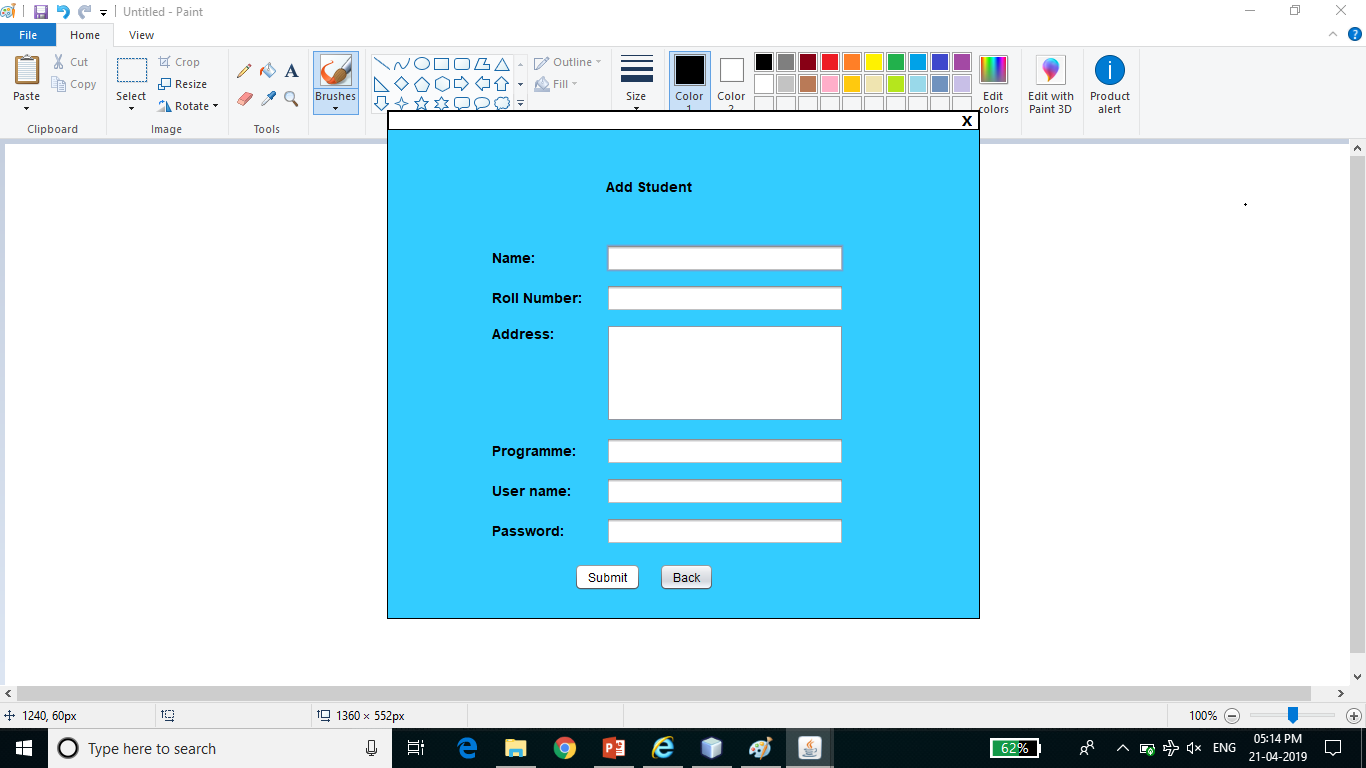 Untitled - Paint
File Home View
Paste
Cut
Copy
Clipboard
Select
Crop
Resize
Rotate
Image
A
Tools
Brushes
Outline
Fill
Size
Color
1
Color
2
Edit
colors
Edit with
Paint 3D
Product
alert
X
Add Student
Name:
Roll Number:
Address:
Programme:
User name:
Password:
Submit Back
1240, 60px 1360 × 552px 100%
Type here to search
62%
ENG
05:14 PM
21-04-2019